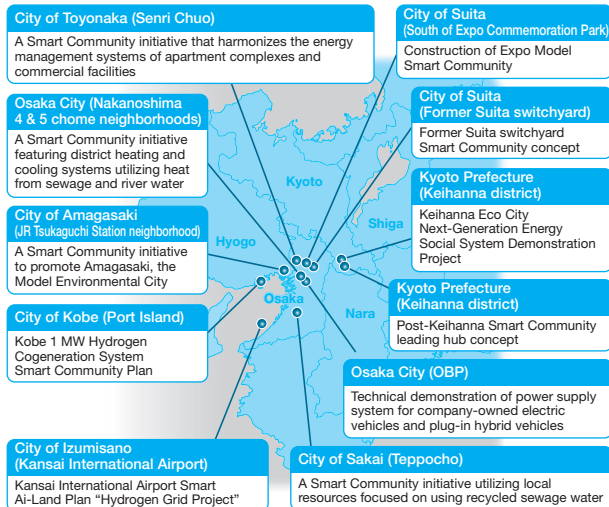 City of Toyonaka (Senri Chuo)
A Smart Community initiative that harmonizes the energy
management systems of apartment complexes and
commercial facilities
City of Suita
(South of Expo Commemoration Park)
Construction of Expo Model
Smart Community
Osaka City (Nakanoshima
4 & 5 chome neighborhoods)
A Smart Community initiative
featuring district heating and
cooling systems utilizing heat
from sewage and river water
City of Suita
(Former Suita switchyard)
Former Suita switchyard
Smart Community concept
Kyoto Prefecture
(Keihanna district)
Keihanna Eco City
Next-Generation Energy
Social System Demonstration
Project
City of Amagasaki
(JR Tsukaguchi Station neighborhood)
A Smart Community initiative
to promote Amagasaki, the
Model Environmental City
Kyoto Prefecture
(Keihanna district)
Post-Keihanna Smart Community
leading hub concept
City of Kobe (Port Island)
Kobe 1 MW Hydrogen
Cogeneration System
Smart Community Plan
Osaka City (OBP)
Technical demonstration of power supply
system for company-owned electric
vehicles and plug-in hybrid vehicles
City of Izumisano
(Kansai International Airport)
Kansai International Airport Smart
Ai-Land Plan “Hydrogen Grid Project”
City of Sakai (Teppocho)
A Smart Community initiative utilizing local
resources focused on using recycled sewage water
Kyoto
Shiga
Hyogo
Osaka
Nara